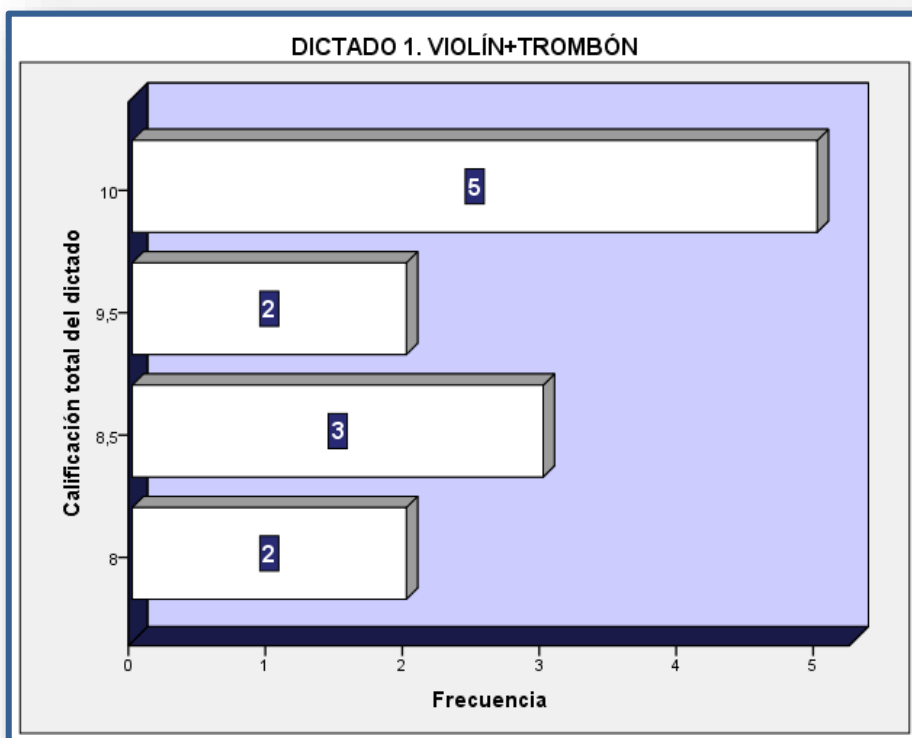 DICTADO 1. VIOLÍN+TROMBÓN
Calificación total del dictado
10
5
9,5
2
8,5
3
8
2
0 1 2 3 4 5
Frecuencia